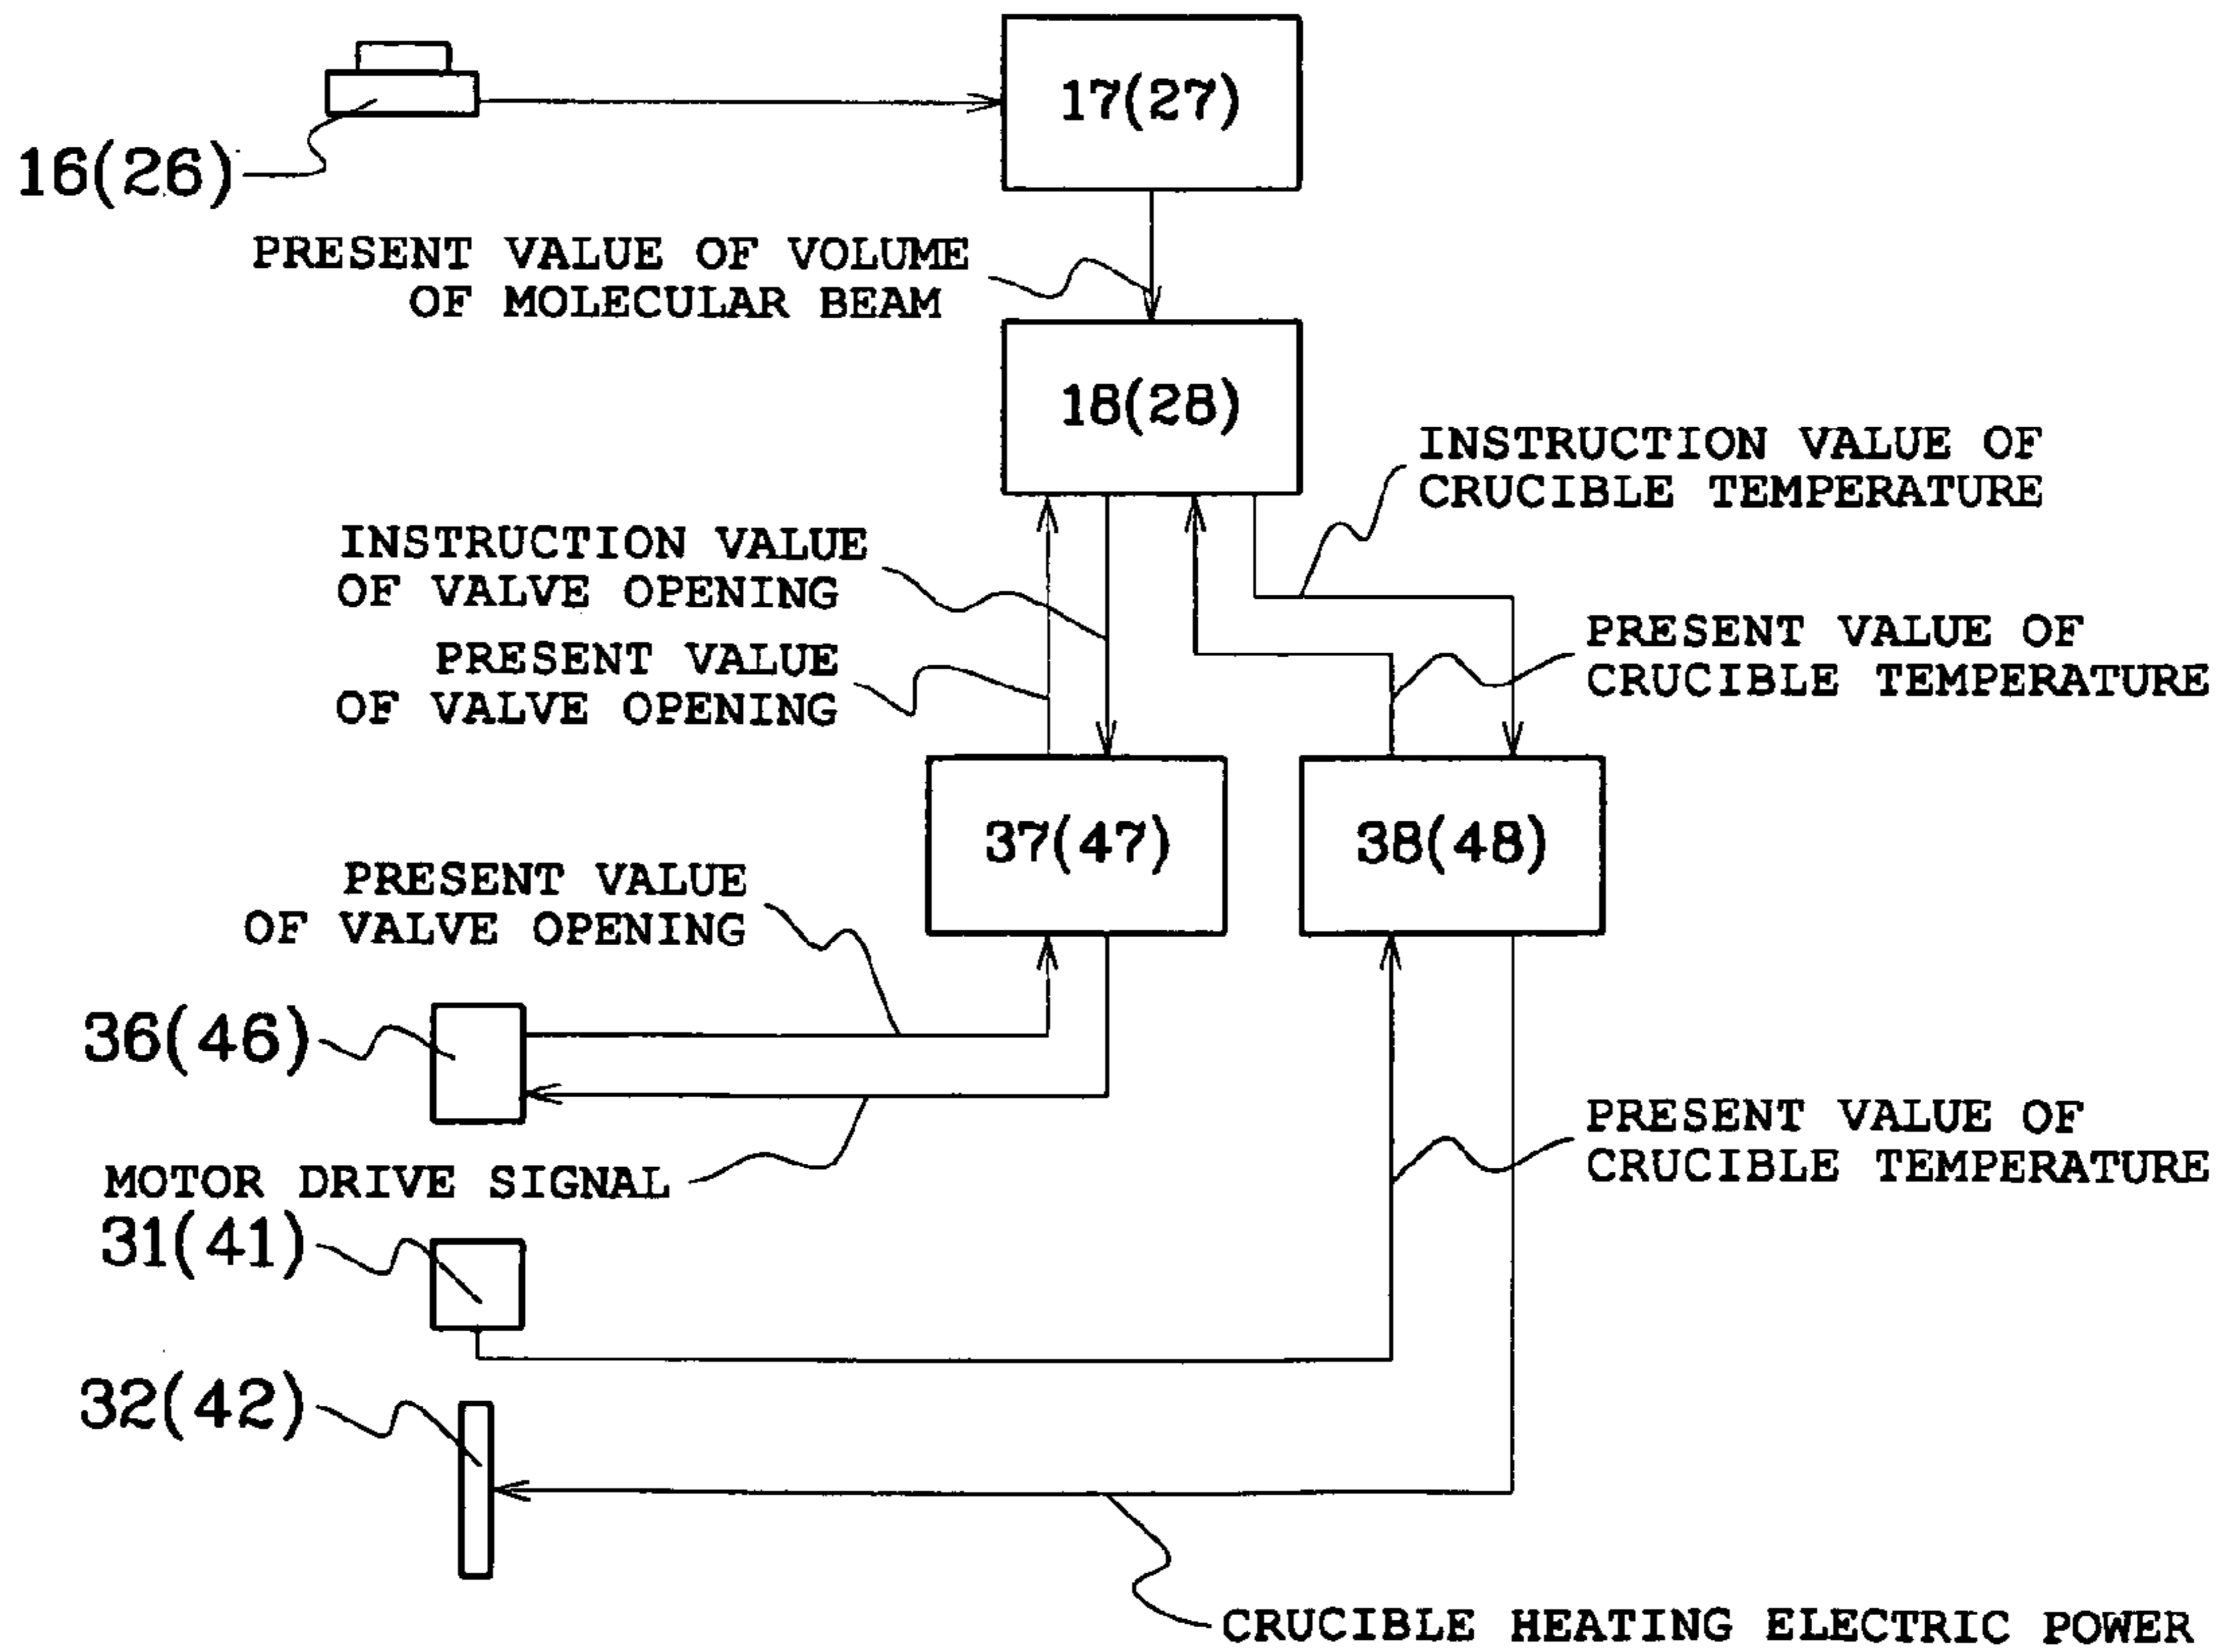 17(27)
16(26)
PRESENT VALUE OF VOLUME
OF MOLECULAR BEAM
18(28)
INSTRUCTION VALUE OF
CRUCIBLE TEMPERATURE
INSTRUCTION VALUE
OF VALVE OPENING
PRESENT VALUE OF
CRUCIBLE TEMPERATURE
PRESENT VALUE
OF VALVE OPENING
37(47)
38(48)
PRESENT VALUE
OF VALVE OPENING
36(46)
PRESENT VALUE OF
CRUCIBLE TEMPERATURE
MOTOR DRIVE SIGNAL
31(41)
32(42)
CRUCIBLE HEATING ELECTRIC POWER